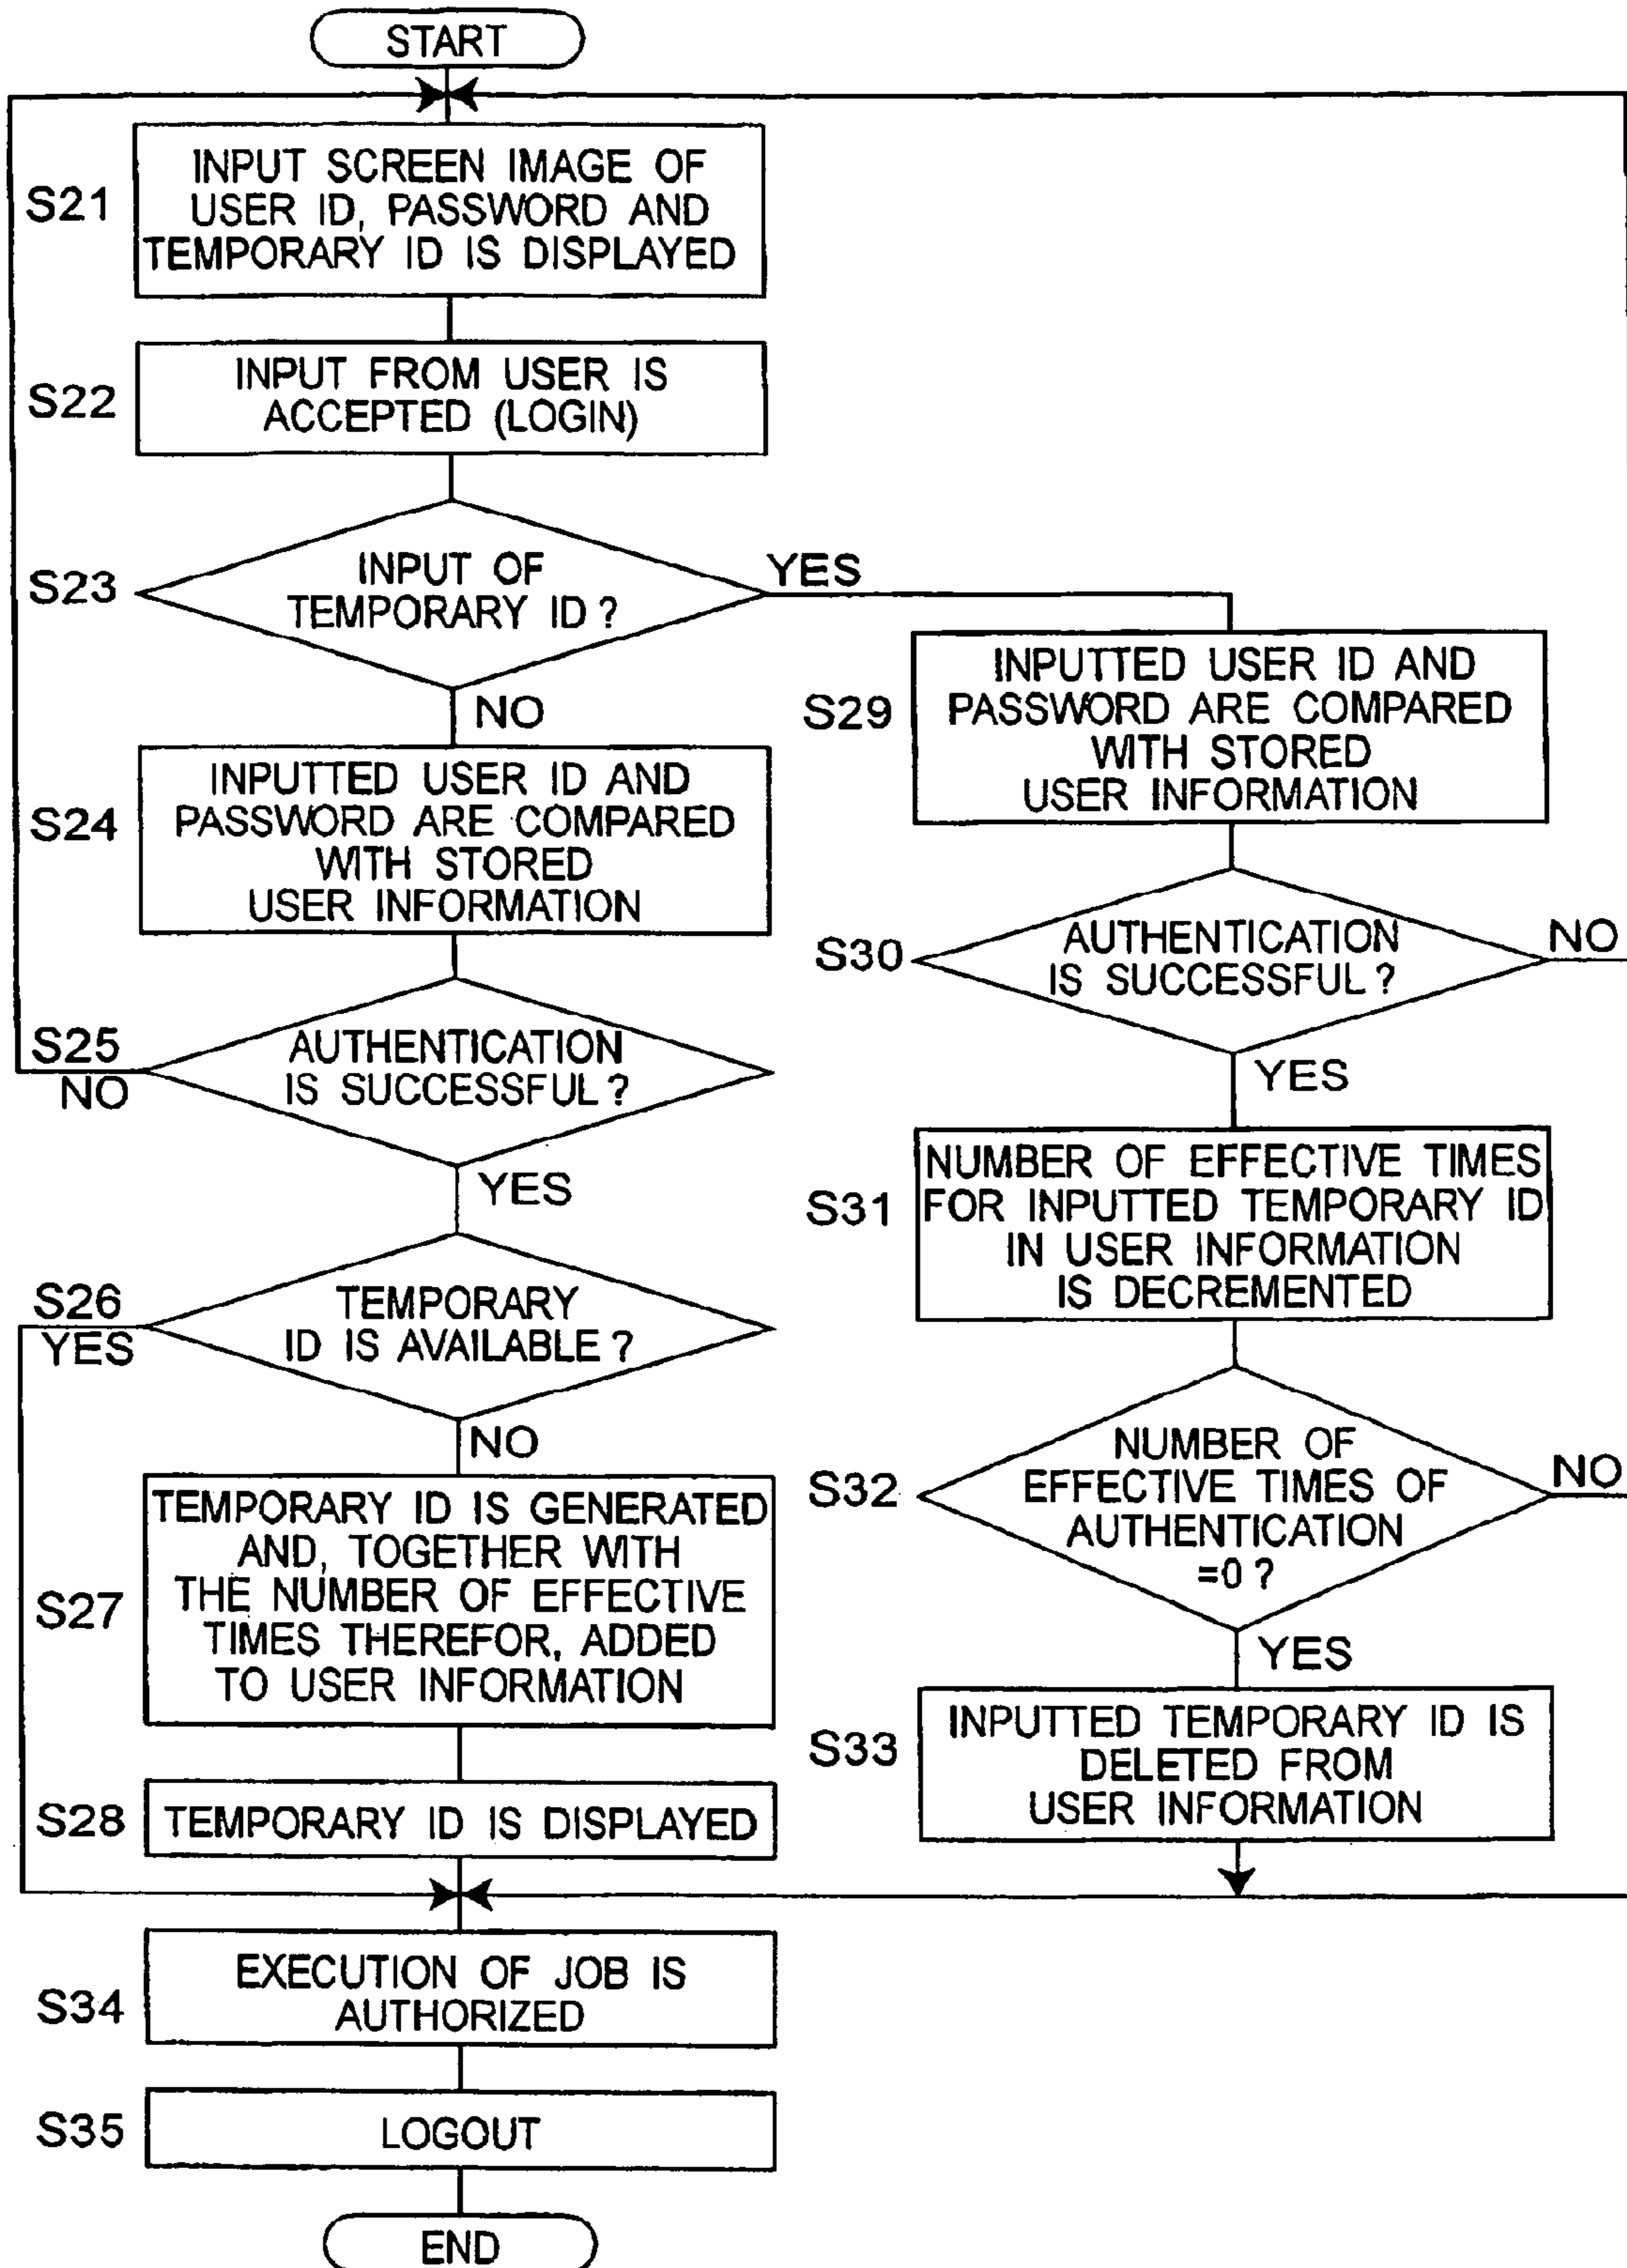 START
S21
INPUT SCREEN IMAGE OF
USER ID, PASSWORD AND
TEMPORARY ID IS DISPLAYED
S22
INPUT FROM USER IS
ACCEPTED (LOGIN)
S23
INPUT OF
TEMPORARY ID?
YES
NO
S24
INPUTTED USER ID AND
PASSWORD ARE COMPARED
WITH STORED
USER INFORMATION
S25
NO
AUTHENTICATION
IS SUCCESSFUL?
YES
S26
YES
TEMPORARY
ID IS AVAILABLE?
NO
S27
TEMPORARY ID IS GENERATED
AND, TOGETHER WITH
THE NUMBER OF EFFECTIVE
TIMES THEREFOR, ADDED
TO USER INFORMATION
S28
TEMPORARY ID IS DISPLAYED
S29
INPUTTED USER ID AND
PASSWORD ARE COMPARED
WITH STORED
USER INFORMATION
S30
AUTHENTICATION
IS SUCCESSFUL?
NO
YES
S31
NUMBER OF EFFECTIVE TIMES
FOR INPUTTED TEMPORARY ID
IN USER INFORMATION
IS DECREMENTED
S32
NUMBER OF
EFFECTIVE TIMES OF
AUTHENTICATION
=0?
NO
YES
S33
INPUTTED TEMPORARY ID IS
DELETED FROM
USER INFORMATION
S34
EXECUTION OF JOB IS
AUTHORIZED
S35
LOGOUT
END